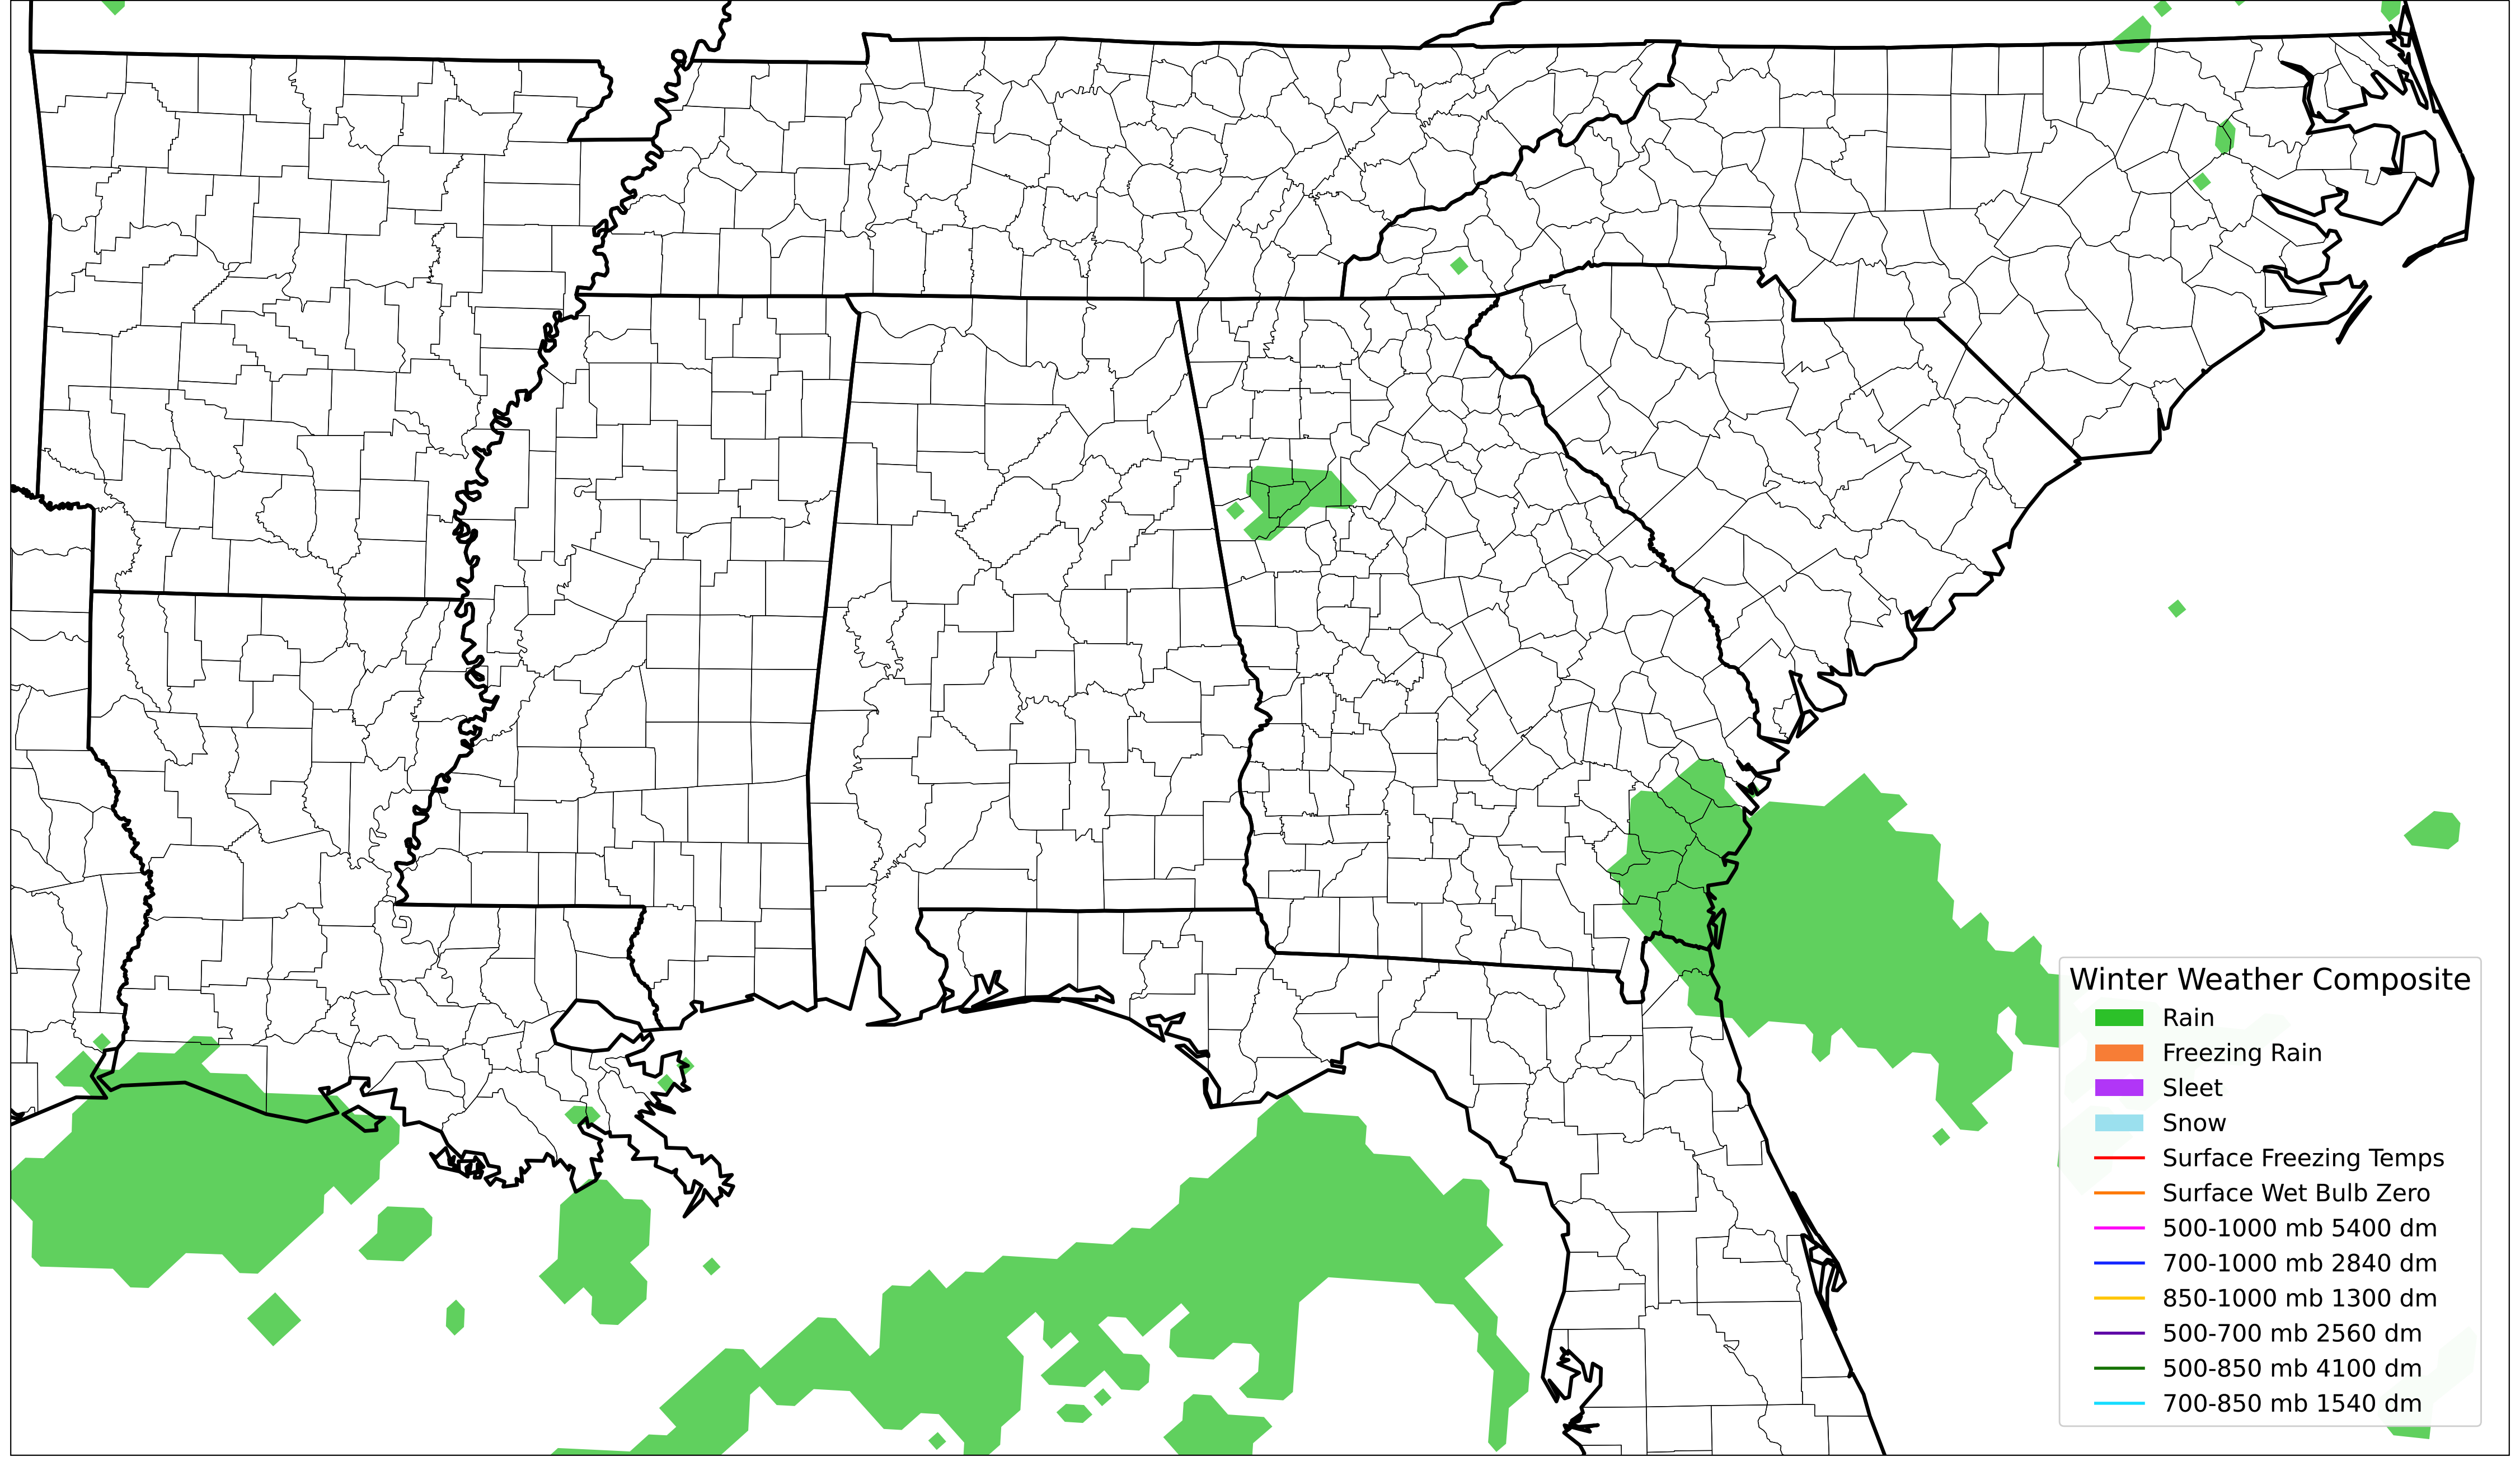 Winter Weather Composite
Rain
Freezing Rain
Sleet
Snow
Surface Freezing Temps
Surface Wet Bulb Zero
500-1000 mb 5400 dm
700-1000 mb 2840 dm
850-1000 mb 1300 dm
500-700 mb 2560 dm
500-850 mb 4100 dm
700-850 mb 1540 dm